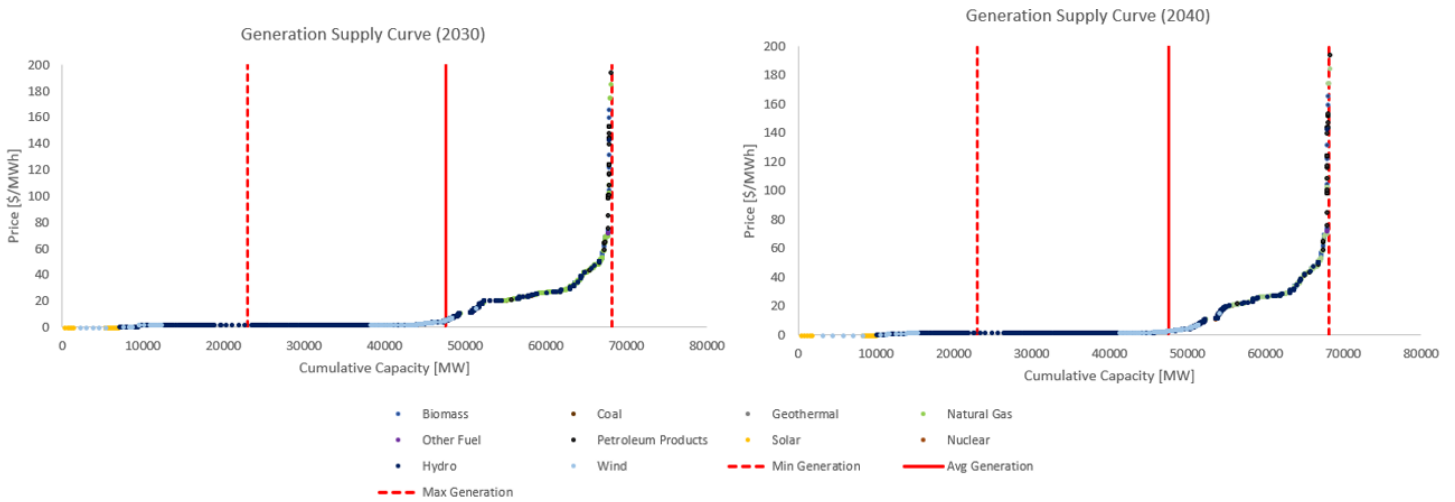 Generation Supply Curve (2030)
200
180
160
140
120
100
80
60
40
20
0
Price [$/MWh]
0 10000 20000 30000 40000 50000 60000 70000 80000
Cumulative Capacity [MW]
Generation Supply Curve (2040)
200
180
160
140
120
100
80
60
40
20
0
Price [$/MWh]
0 10000 20000 30000 40000 50000 60000 70000 80000
Cumulative Capacity [MW]
Biomass Coal Geothermal Natural Gas
Other Fuel Petroleum Products Solar Nuclear
Hydro Wind Min Generation Avg Generation
Max Generation